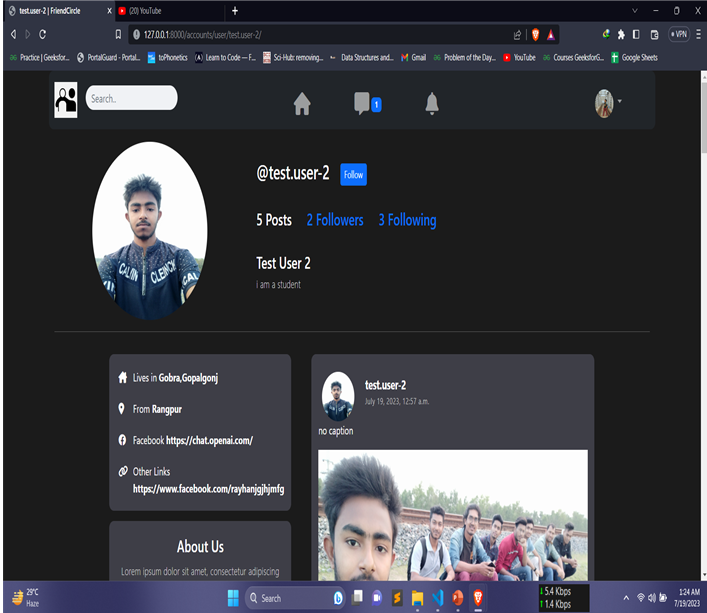 test.user-2 | FriendCircle
(20) YouTube
127.0.0.1:8000/accounts/user/test.user-2/
VPN
Practice | Geeksfor...
PortalGuard - Portal...
toPhonetics
Learn to Code — F...
Sci-Hub: removing...
Data Structures and...
Gmail
Problem of the Day...
YouTube
Courses GeeksforG...
Google Sheets
Search..
1
@test.user-2 Follow
5 Posts 2 Followers 3 Following
Test User 2
i am a student
Lives in Gobra,Gopalgonj
From Rangpur
Facebook https://chat.openai.com/
Other Links
https://www.facebook.com/rayhanjgjhjmfg
About Us
Lorem ipsum dolor sit amet, consectetur adipiscing
test.user-2
July 19, 2023, 12:57 a.m.
no caption
CALVIN CLEINCH CAL
29°C
Haze
Search
5.4 Kbps
1.4 Kbps
1:24 AM
7/19/2023